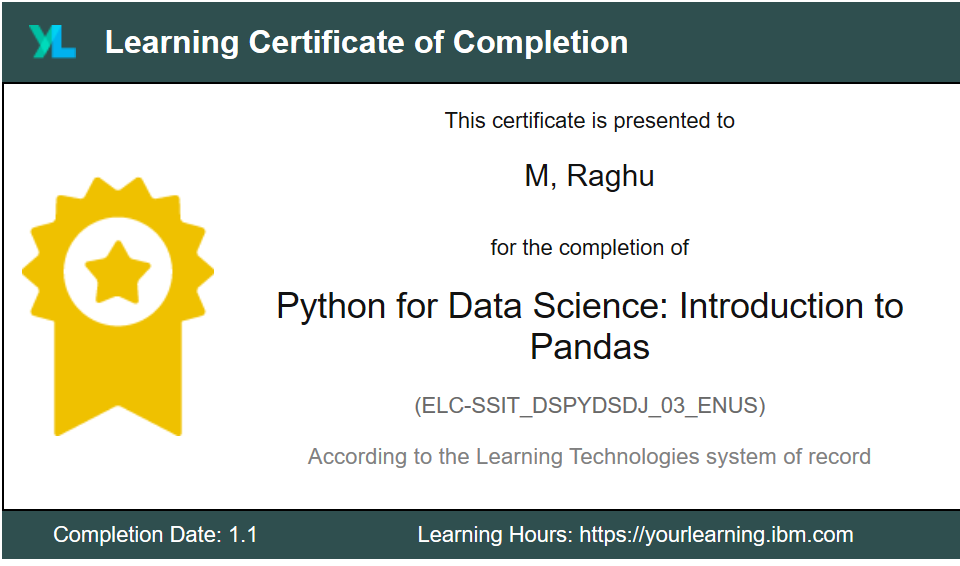 YL Learning Certificate of Completion
This certificate is presented to
M, Raghu
for the completion of
Python for Data Science: Introduction to
Pandas
(ELC-SSIT_DSPYDSDJ_03_ENUS)
According to the Learning Technologies system of record
Completion Date: 1.1
Learning Hours: https://yourlearning.ibm.com